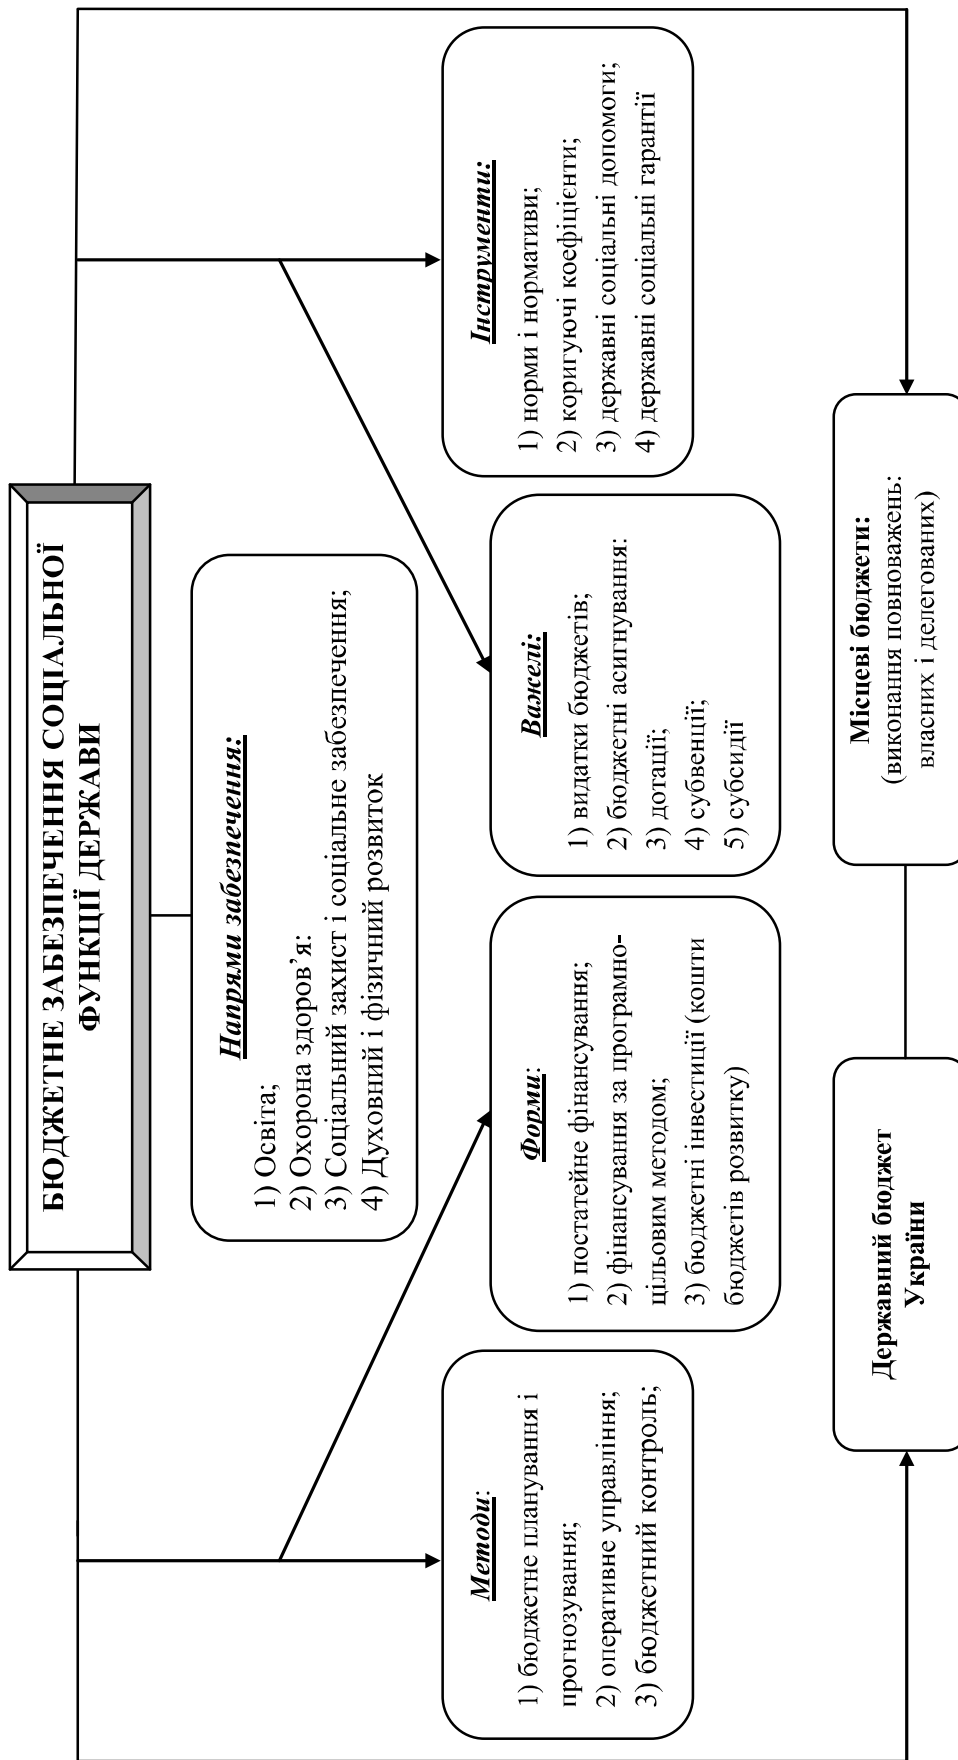 БЮДЖЕТНЕ ЗАБЕЗПЕЧЕННЯ СОЦІАЛЬНОЇ
ФУНКЦІЇ ДЕРЖАВИ
Напрями забезпечення:
1) Освіта;
2) Охорона здоров’я:
3) Соціальний захист і соціальне забезпечення;
4) Духовний і фізичний розвиток
Методи:
1) бюджетне планування і
прогнозування;
2) оперативне управління;
3) бюджетний контроль;
Форми:
1) постатейне фінансування;
2) фінансування за програмно-
цільовим методом;
3) бюджетні інвестиції (кошти
бюджетів розвитку)
Важелі:
1) видатки бюджетів;
2) бюджетні асигнування:
3) дотації;
4) субвенції;
5) субсидії
Інструменти:
1) норми і нормативи;
2) коригуючі коефіцієнти;
3) державні соціальні допомоги;
4) державні соціальні гарантії
Державний бюджет
України
Місцеві бюджети:
(виконання повноважень:
власних і делегованих)